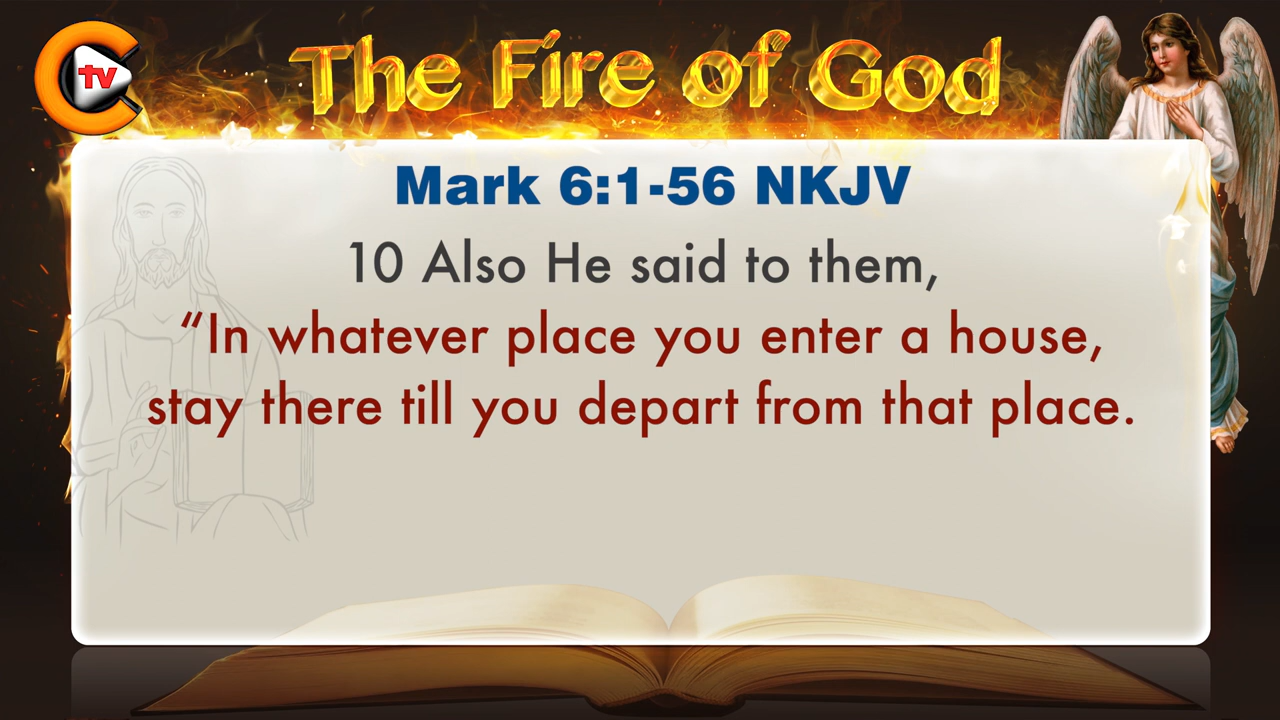 tv
The Fire of God
Mark 6:1-56 NKJV
10 Also He said to them,
“In whatever place you enter a house,
stay there till you depart from that place.